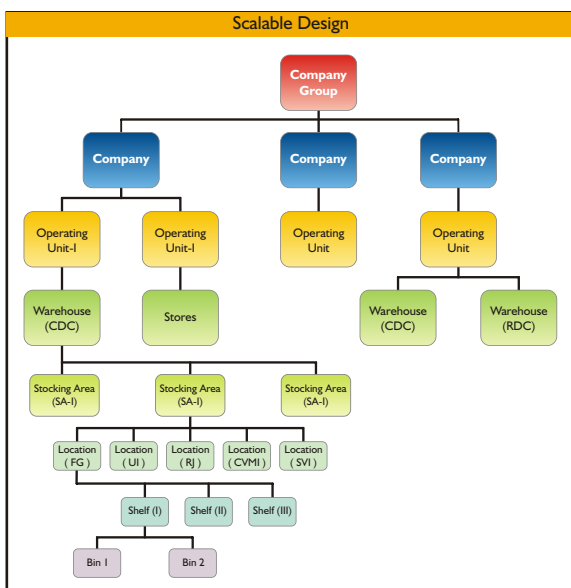 Scalable Design
Company
Group
Company
Company
Company
Operating
Unit-I
Operating
Unit-I
Operating
Unit
Operating
Unit
Warehouse
(CDC)
Stores
Warehouse
(CDC)
Warehouse
(RDC)
Stocking Area
(SA-I)
Stocking Area
(SA-I)
Stocking Area
(SA-I)
Location
( FG )
Location
( UI )
Location
( RJ )
Location
( CVMI )
Location
( SVI )
Shelf (I)
Shelf (II)
Shelf (III)
Bin 1
Bin 2